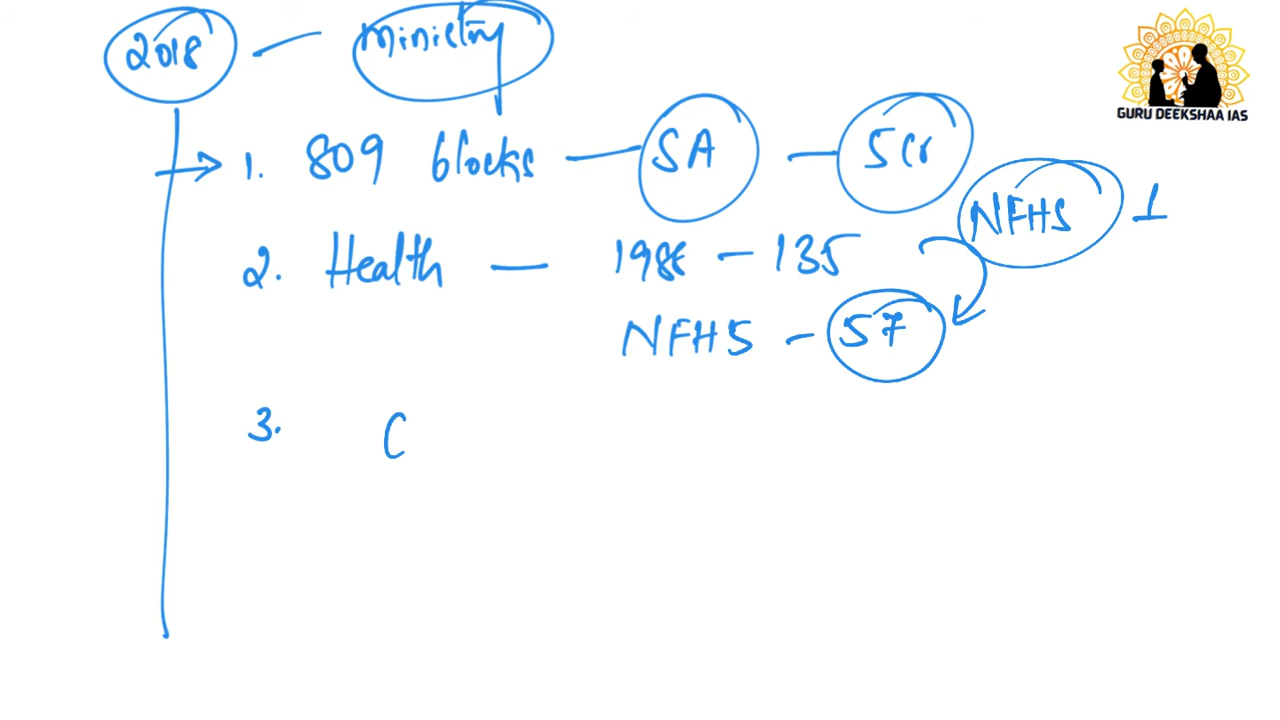 2018 — Ministry
GURU DEEKSHAA IAS
1. 809 blocks — SA — 5Cr
NFHS 1
2. Health — 1988 — 135
NFHS — 57
3. C